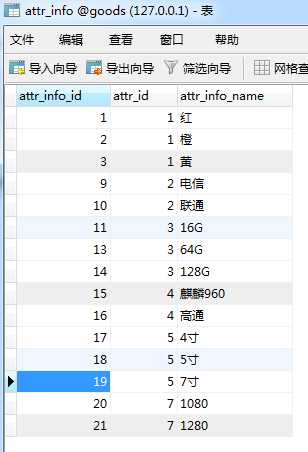 attr_info @goods (127.0.0.1) - 表
文件 编辑 查看 窗口 帮助
导入向导 导出向导 筛选向导 网格查
attr_info_id attr_id attr_info_name
1 1 红
2 1 橙
3 1 黄
9 2 电信
10 2 联通
11 3 16G
13 3 64G
14 3 128G
15 4 麒麟960
16 4 高通
17 5 4寸
18 5 5寸
19 5 7寸
20 7 1080
21 7 1280